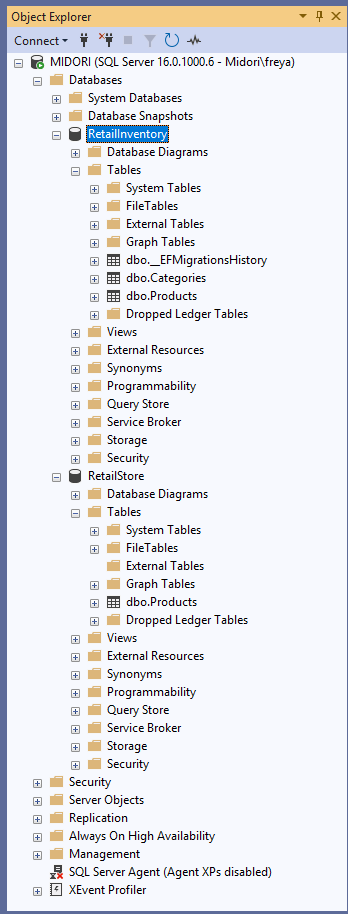 Object Explorer
Connect
MIDORI (SQL Server 16.0.1000.6 - Midori\freya)
Databases
System Databases
Database Snapshots
RetailInventory
Database Diagrams
Tables
System Tables
FileTables
External Tables
Graph Tables
dbo.__EFMigrationsHistory
dbo.Categories
dbo.Products
Dropped Ledger Tables
Views
External Resources
Synonyms
Programmability
Query Store
Service Broker
Storage
Security
RetailStore
Database Diagrams
Tables
System Tables
FileTables
External Tables
Graph Tables
dbo.Products
Dropped Ledger Tables
Views
External Resources
Synonyms
Programmability
Query Store
Service Broker
Storage
Security
Security
Server Objects
Replication
Always On High Availability
Management
SQL Server Agent (Agent XPs disabled)
XEvent Profiler